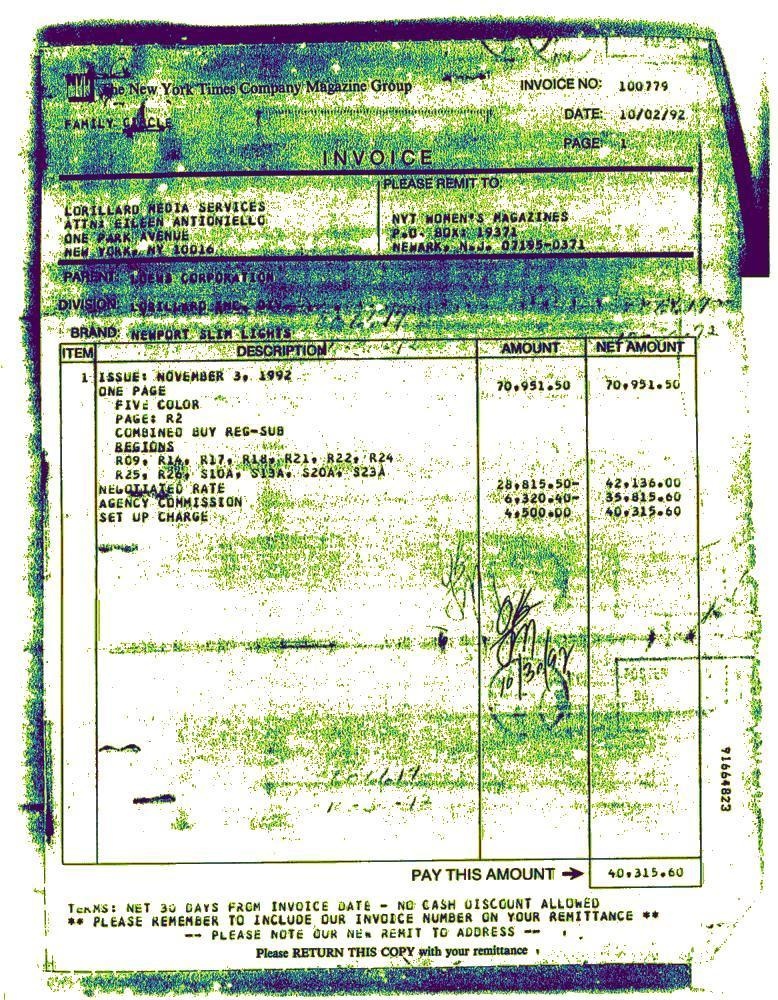 The New York Times Company Magazine Group
INVOICE NO: 100779
FAMILY CIRCLE
DATE: 10/02/92
PAGE: 1
INVOICE
PLEASE REMIT TO:
LORILLARD MEDIA SERVICES
ATTN: EILEEN ANTIONIELLO
ONE PARK AVENUE
NEW YORK, NY 10016
NYT WOMEN'S MAGAZINES
P.O. BOX: 19371
NEWARK, N.J. 07195-0371
PARENT: LOEWS CORPORATION
DIVISION: LORILLARD
BRAND: NEWPORT SLIM LIGHTS
ITEM DESCRIPTION AMOUNT NET AMOUNT
1 ISSUE: NOVEMBER 3, 1992
ONE PAGE 70,951.50 70,951.50
FIVE COLOR
PAGE: R2
COMBINED BUY REG-SUB
REGIONS
R09, R16, R17, R18, R21, R22, R24
R25, R26, S10A, S13A, S20A, S23A
NEGOTIATED RATE 28,815.50- 42,136.00
AGENCY COMMISSION 6,320.40- 35,815.60
SET UP CHARGE 4,500.00 40,315.60
10/30/92
91664823
PAY THIS AMOUNT → 40,315.60
TERMS: NET 30 DAYS FROM INVOICE DATE - NO CASH DISCOUNT ALLOWED
** PLEASE REMEMBER TO INCLUDE OUR INVOICE NUMBER ON YOUR REMITTANCE **
-- PLEASE NOTE OUR NEW REMIT TO ADDRESS --
Please RETURN THIS COPY with your remittance